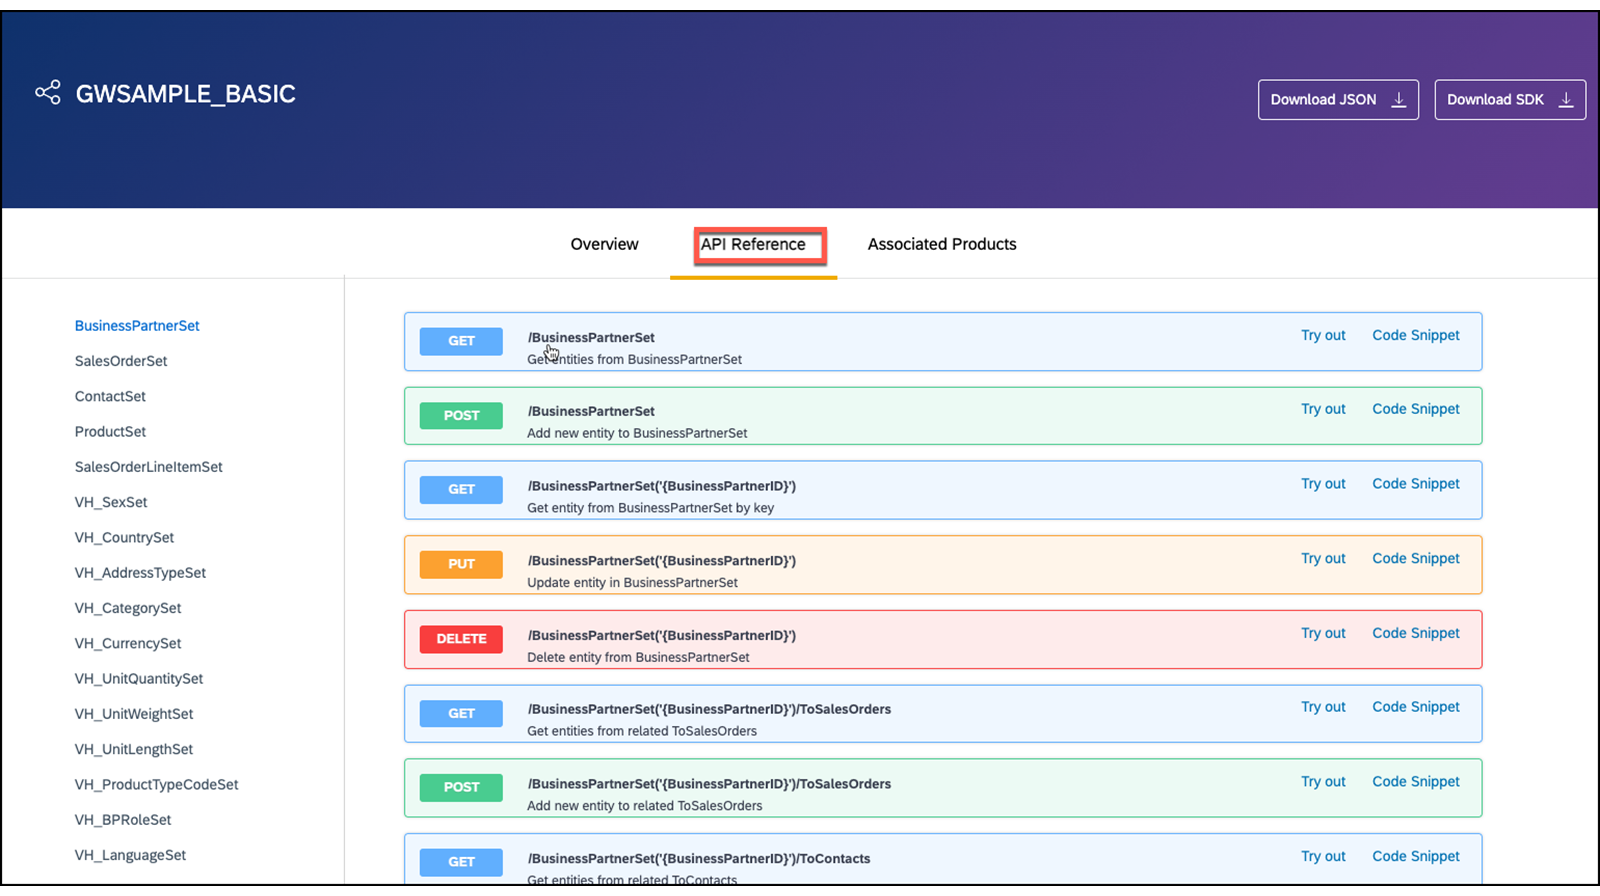 GWSAMPLE_BASIC
Download JSON
Download SDK
Overview
API Reference
Associated Products
BusinessPartnerSet
SalesOrderSet
ContactSet
ProductSet
SalesOrderLineItemSet
VH_SexSet
VH_CountrySet
VH_AddressTypeSet
VH_CategorySet
VH_CurrencySet
VH_UnitQuantitySet
VH_UnitWeightSet
VH_UnitLengthSet
VH_ProductTypeCodeSet
VH_BPRoleSet
VH_LanguageSet
GET /BusinessPartnerSet Try out Code Snippet
Get entities from BusinessPartnerSet
POST /BusinessPartnerSet Try out Code Snippet
Add new entity to BusinessPartnerSet
GET /BusinessPartnerSet('{BusinessPartnerID}') Try out Code Snippet
Get entity from BusinessPartnerSet by key
PUT /BusinessPartnerSet('{BusinessPartnerID}') Try out Code Snippet
Update entity in BusinessPartnerSet
DELETE /BusinessPartnerSet('{BusinessPartnerID}') Try out Code Snippet
Delete entity from BusinessPartnerSet
GET /BusinessPartnerSet('{BusinessPartnerID}')/ToSalesOrders Try out Code Snippet
Get entities from related ToSalesOrders
POST /BusinessPartnerSet('{BusinessPartnerID}')/ToSalesOrders Try out Code Snippet
Add new entity to related ToSalesOrders
GET /BusinessPartnerSet('{BusinessPartnerID}')/ToContacts Try out Code Snippet
Get entities from related ToContacts